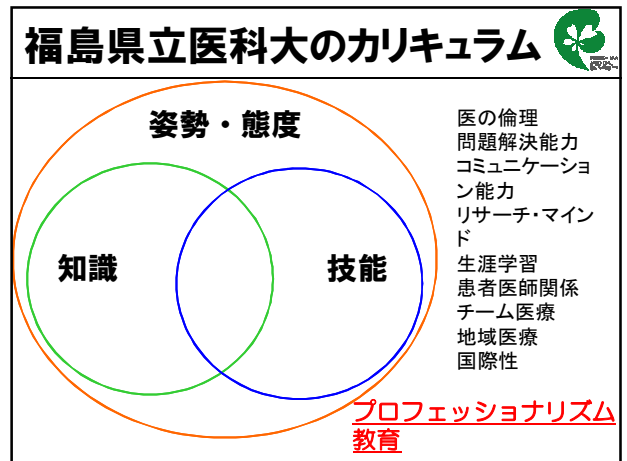 福島県立医科大のカリキュラム
姿勢・態度
知識
技能
医の倫理
問題解決能力
コミュニケーショ
ン能力
リサーチ・マイン
ド
生涯学習
患者医師関係
チーム医療
地域医療
国際性
プロフェッショナリズム
教育